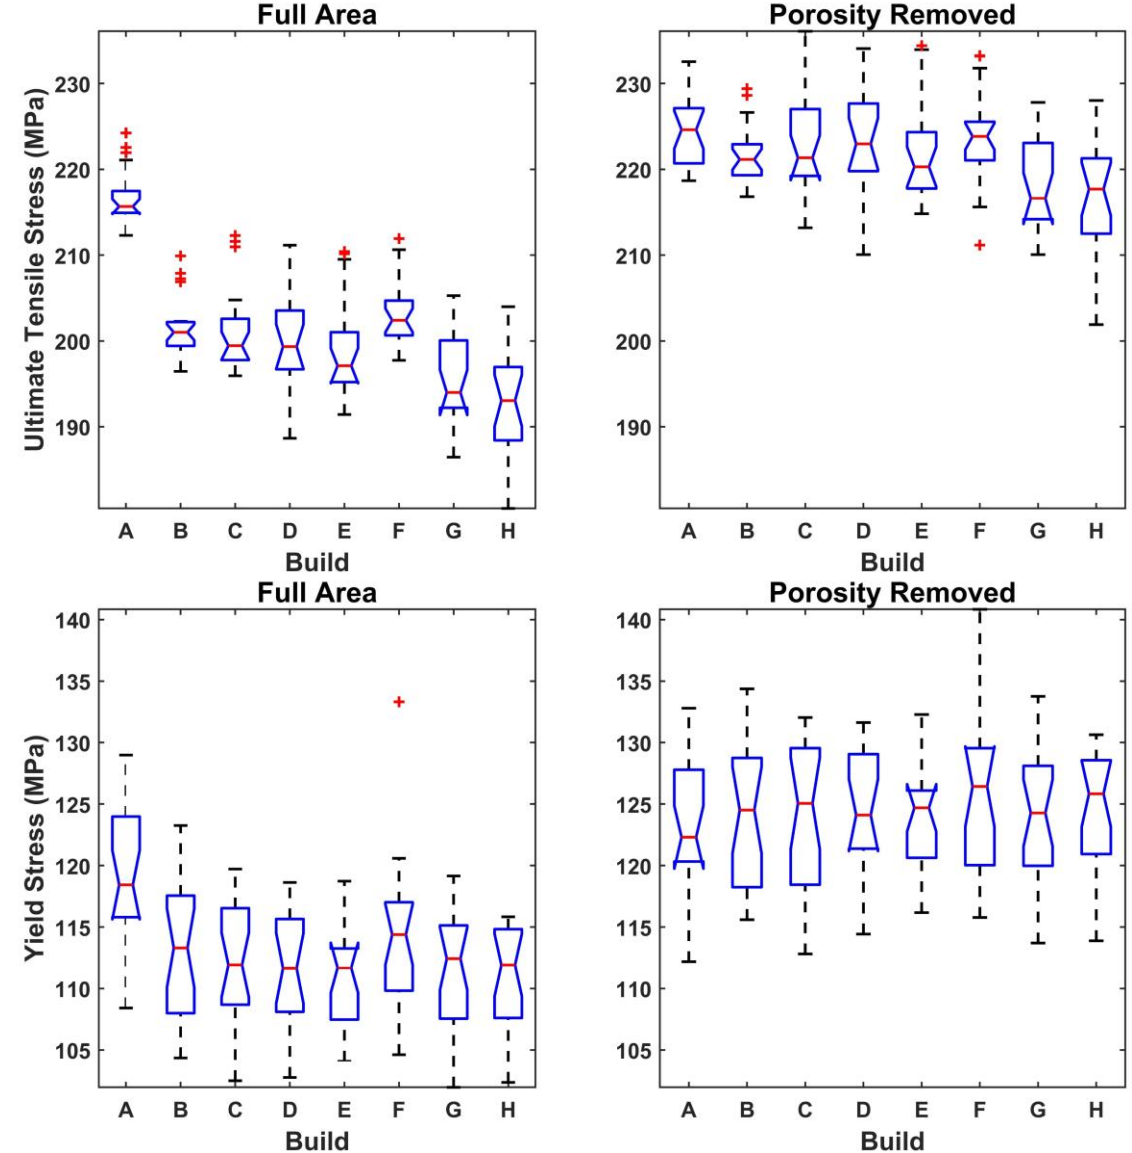 Full Area
Porosity Removed
Ultimate Tensile Stress (MPa)
230
220
210
200
190
A B C D E F G H
Build
230
220
210
200
190
A B C D E F G H
Build
Full Area
Porosity Removed
Yield Stress (MPa)
140
135
130
125
120
115
110
105
A B C D E F G H
Build
140
135
130
125
120
115
110
105
A B C D E F G H
Build